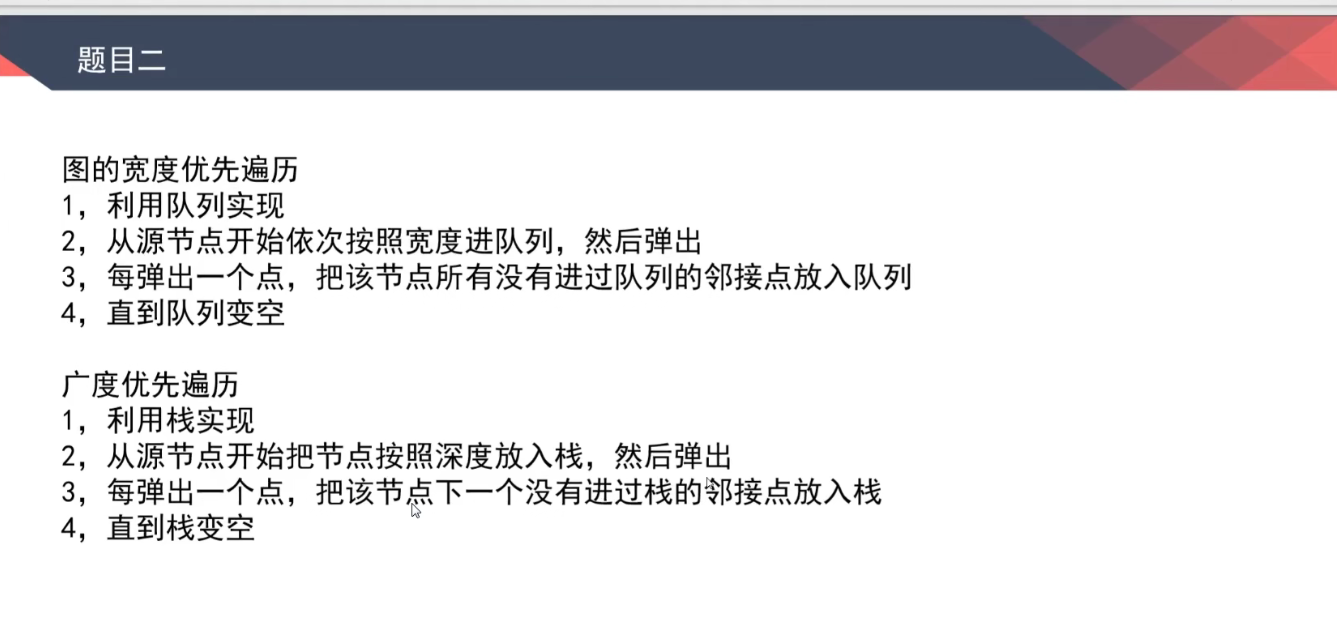 题目二
图的宽度优先遍历
1，利用队列实现
2，从源节点开始依次按照宽度进队列，然后弹出
3，每弹出一个点，把该节点所有没有进过队列的邻接点放入队列
4，直到队列变空
广度优先遍历
1，利用栈实现
2，从源节点开始把节点按照深度放入栈，然后弹出
3，每弹出一个点，把该节点下一个没有进过栈的邻接点放入栈
4，直到栈变空